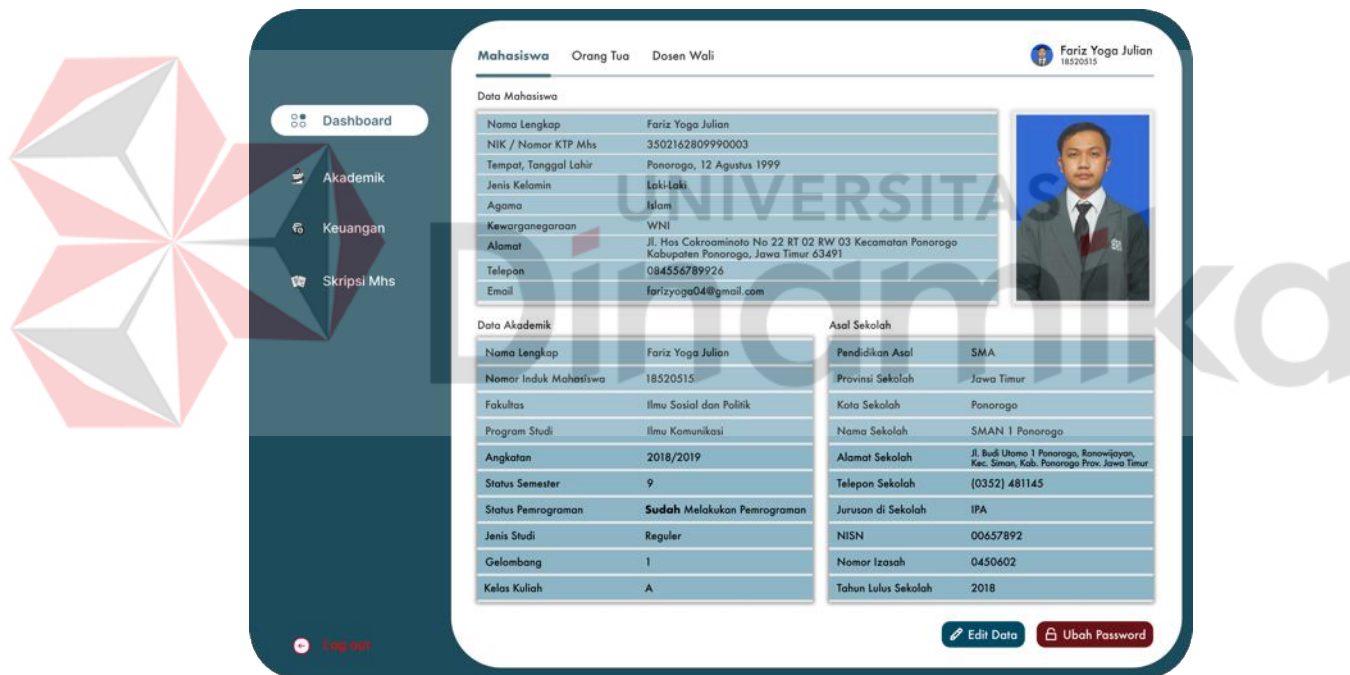 Mahasiswa Orang Tua Dosen Wali
Fariz Yoga Julian
18520515
Dashboard
Akademik
Keuangan
Skripsi Mhs
Log out
Data Mahasiswa
Nama Lengkap Fariz Yoga Julian
NIK / Nomor KTP Mhs 3502162809990003
Tempat, Tanggal Lahir Ponorogo, 12 Agustus 1999
Jenis Kelamin Laki-Laki
Agama Islam
Kewarganegaraan WNI
Alamat Jl. Hos Cokroaminoto No 22 RT 02 RW 03 Kecamatan Ponorogo
Kabupaten Ponorogo, Jawa Timur 63491
Telepon 084556789926
Email farizyoga04@gmail.com
Data Akademik
Nama Lengkap Fariz Yoga Julian
Nomor Induk Mahasiswa 18520515
Fakultas Ilmu Sosial dan Politik
Program Studi Ilmu Komunikasi
Angkatan 2018/2019
Status Semester 9
Status Pemrograman Sudah Melakukan Pemrograman
Jenis Studi Reguler
Gelombang 1
Kelas Kuliah A
Asal Sekolah
Pendidikan Asal SMA
Provinsi Sekolah Jawa Timur
Kota Sekolah Ponorogo
Nama Sekolah SMAN 1 Ponorogo
Alamat Sekolah Jl. Budi Utomo 1 Ponorogo, Ronowijayan,
Kec. Siman, Kab. Ponorogo Prov. Jawa Timur
Telepon Sekolah (0352) 481145
Jurusan di Sekolah IPA
NISN 00657892
Nomor Izasah 0450602
Tahun Lulus Sekolah 2018
Edit Data Ubah Password
UNIVERSITAS
Dinamika